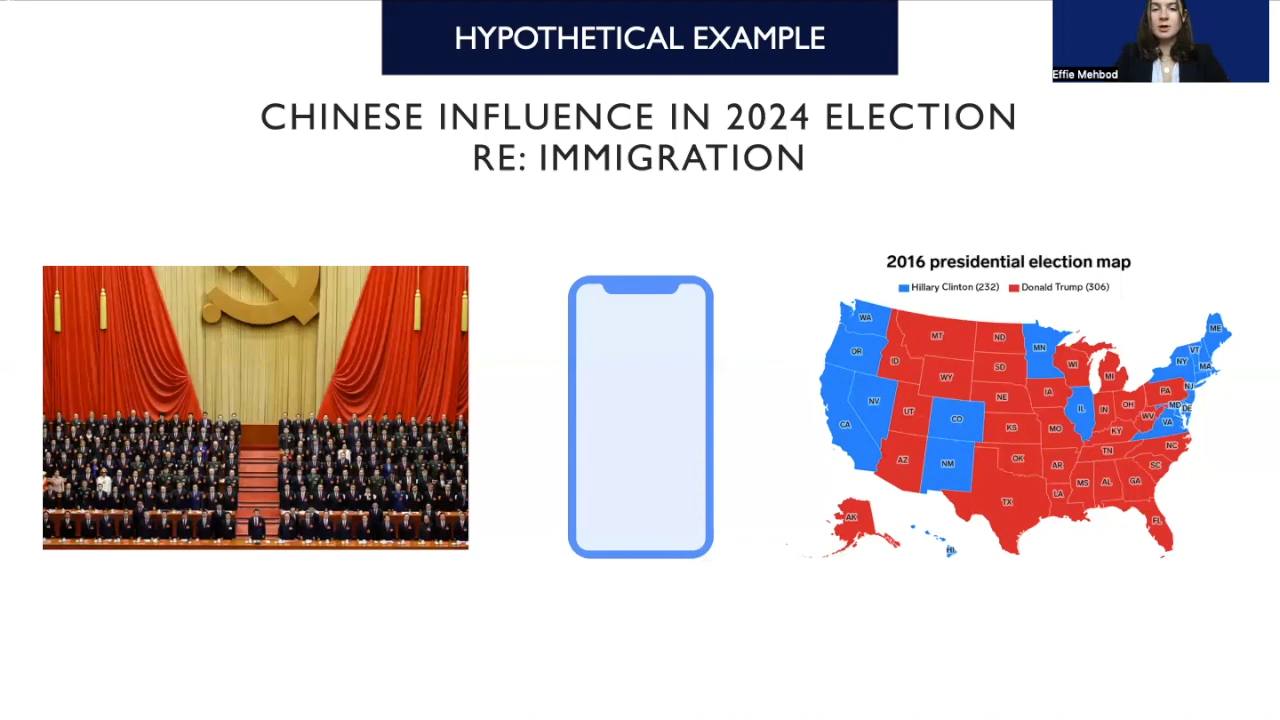 HYPOTHETICAL EXAMPLE
Effie Mehbod
CHINESE INFLUENCE IN 2024 ELECTION
RE: IMMIGRATION
2016 presidential election map
Hillary Clinton (232)
Donald Trump (306)
WA
MT
ND
MN
ME
OR
ID
SD
WI
VT
NY
MA
WY
MI
NV
NE
IA
PA
NJ
UT
CO
IL
IN
OH
MD
DE
CA
KS
MO
WV
VA
KY
AZ
NM
OK
TN
NC
AR
SC
MS
AL
GA
TX
LA
AK
FL
HI